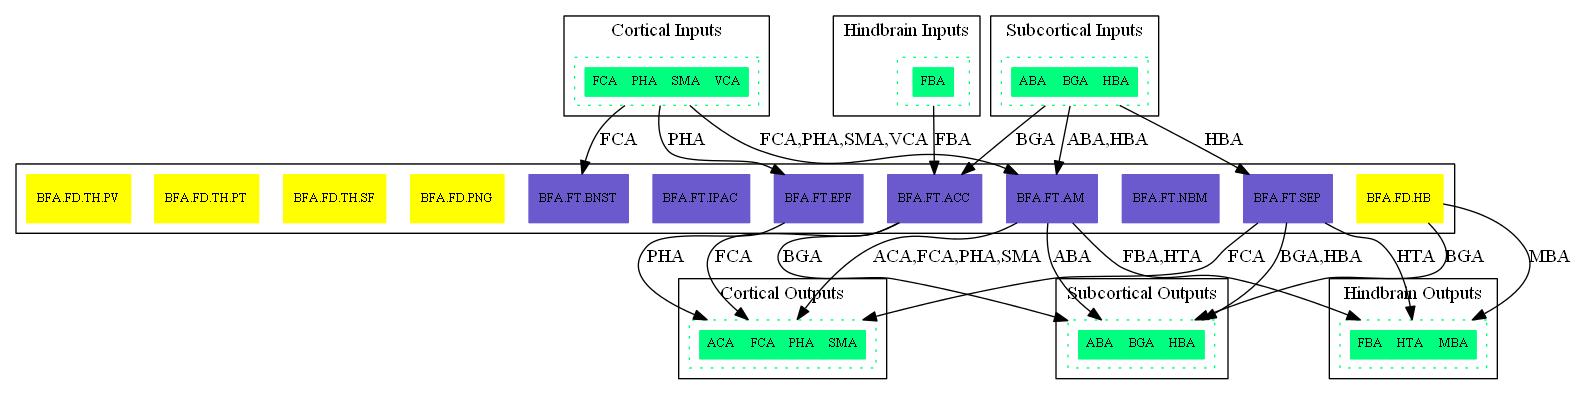 Cortical Inputs
Hindbrain Inputs
Subcortical Inputs
FCA PHA SMA VCA
FBA
ABA BGA HBA
FCA
PHA
FCA,PHA,SMA,VCA
FBA
BGA
ABA,HBA
HBA
BFA.FD.TH.PV
BFA.FD.TH.PT
BFA.FD.TH.SF
BFA.FD.PNG
BFA.FT.BNST
BFA.FT.IPAC
BFA.FT.EPF
BFA.FT.ACC
BFA.FT.AM
BFA.FT.NBM
BFA.FT.SEP
BFA.FD.HB
PHA
FCA
BGA
ACA,FCA,PHA,SMA
ABA
FBA,HTA
FCA
BGA,HBA
HTA
BGA
MBA
Cortical Outputs
Subcortical Outputs
Hindbrain Outputs
ACA FCA PHA SMA
ABA BGA HBA
FBA HTA MBA